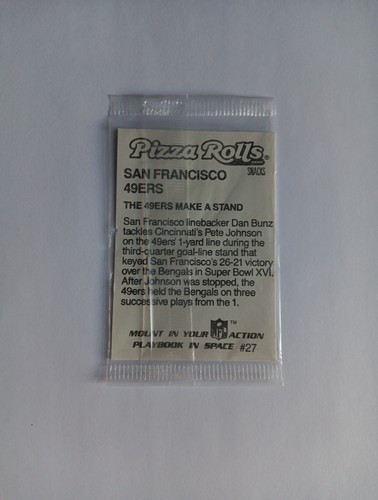 Pizza Rolls®
SNACKS
SAN FRANCISCO
49ERS
THE 49ERS MAKE A STAND
San Francisco linebacker Dan Bunz
tackles Cincinnati's Pete Johnson
on the 49ers' 1-yard line during the
third-quarter goal-line stand that
keyed San Francisco's 26-21 victory
over the Bengals in Super Bowl XVI.
After Johnson was stopped, the
49ers held the Bengals on three
successive plays from the 1.
MOUNT IN YOUR NFL™ ACTION
PLAYBOOK IN SPACE #27